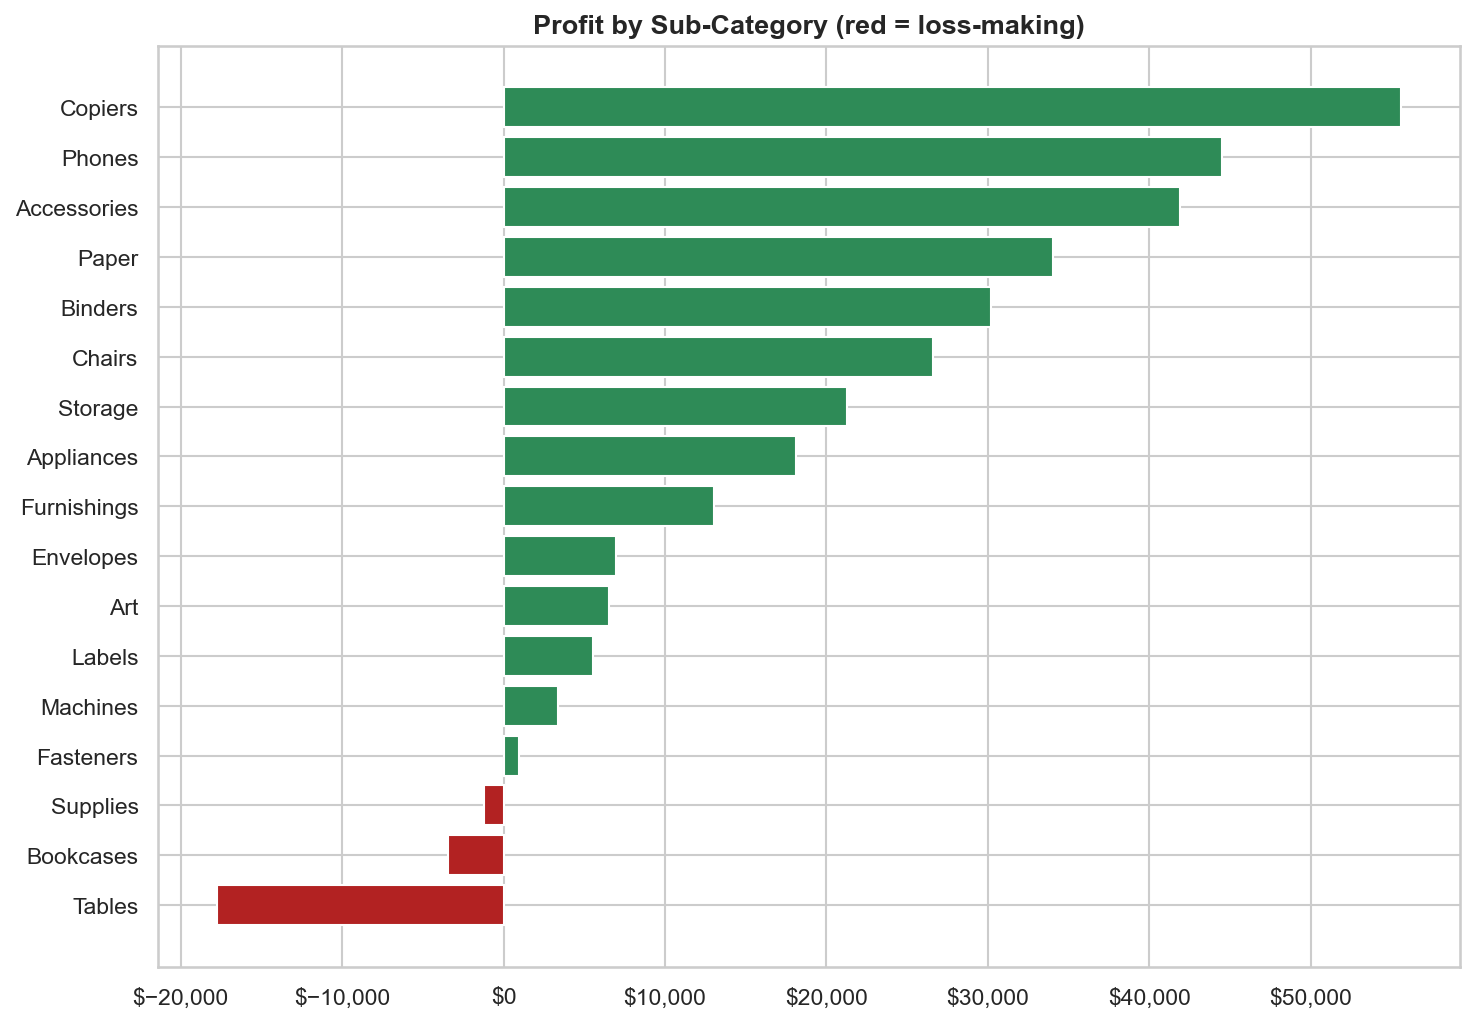 Profit by Sub-Category (red = loss-making)
Copiers
Phones
Accessories
Paper
Binders
Chairs
Storage
Appliances
Furnishings
Envelopes
Art
Labels
Machines
Fasteners
Supplies
Bookcases
Tables
$−20,000 $−10,000 $0 $10,000 $20,000 $30,000 $40,000 $50,000